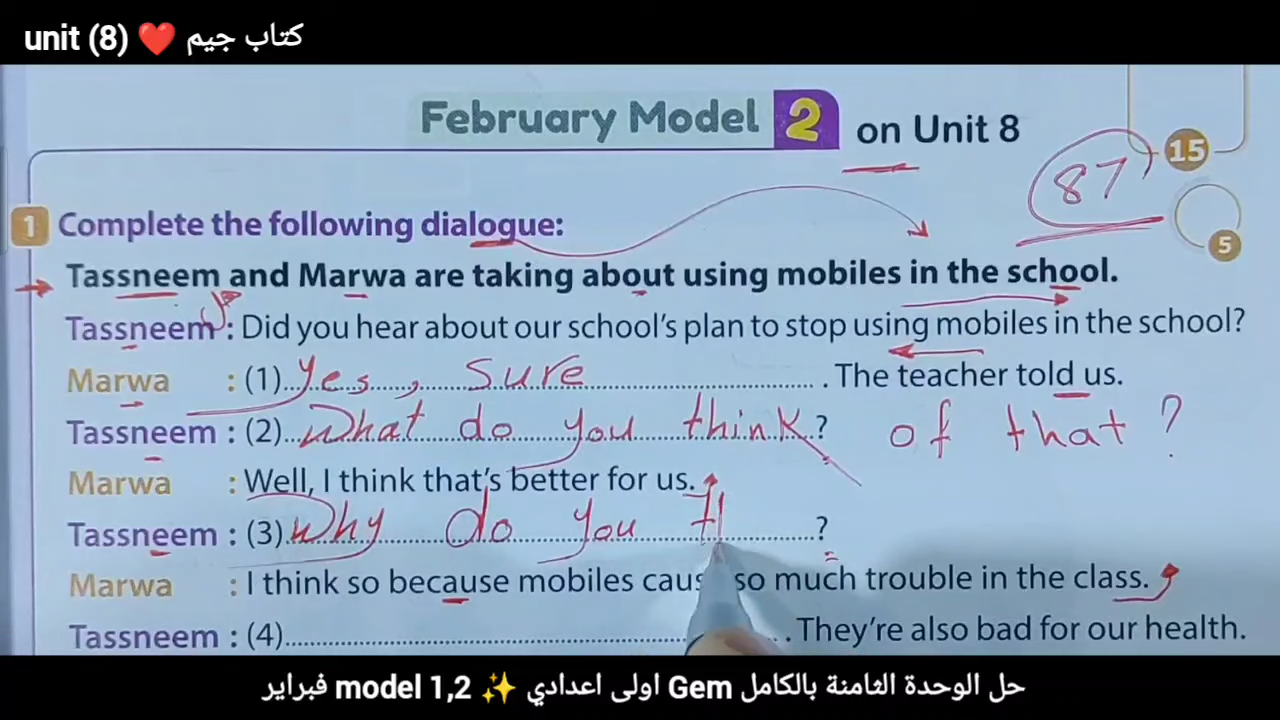 unit (8) ❤️ كتاب جيم
February Model 2 on Unit 8
15
87
1 Complete the following dialogue:
5
Tassneem and Marwa are taking about using mobiles in the school.
Tassneem : Did you hear about our school's plan to stop using mobiles in the school?
Marwa : (1) Yes, Sure . The teacher told us.
Tassneem : (2) What do you think ? of that ?
Marwa : Well, I think that's better for us.
Tassneem : (3) Why do you ?
Marwa : I think so because mobiles so much trouble in the class.
Tassneem : (4) . They're also bad for our health.
حل الوحدة الثامنة بالكامل Gem اولى اعدادي ✨ model 1,2 فبراير